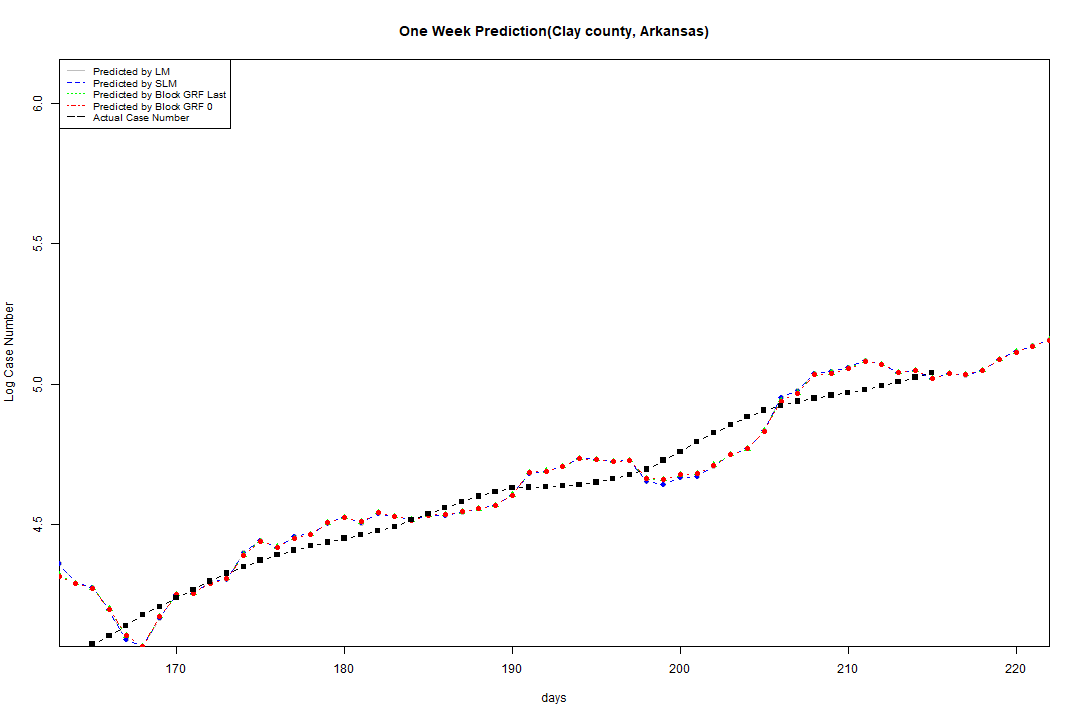 One Week Prediction(Clay county, Arkansas)
Predicted by LM
Predicted by SLM
Predicted by Block GRF Last
Predicted by Block GRF 0
Actual Case Number
6.0
5.5
5.0
4.5
Log Case Number
170 180 190 200 210 220
days